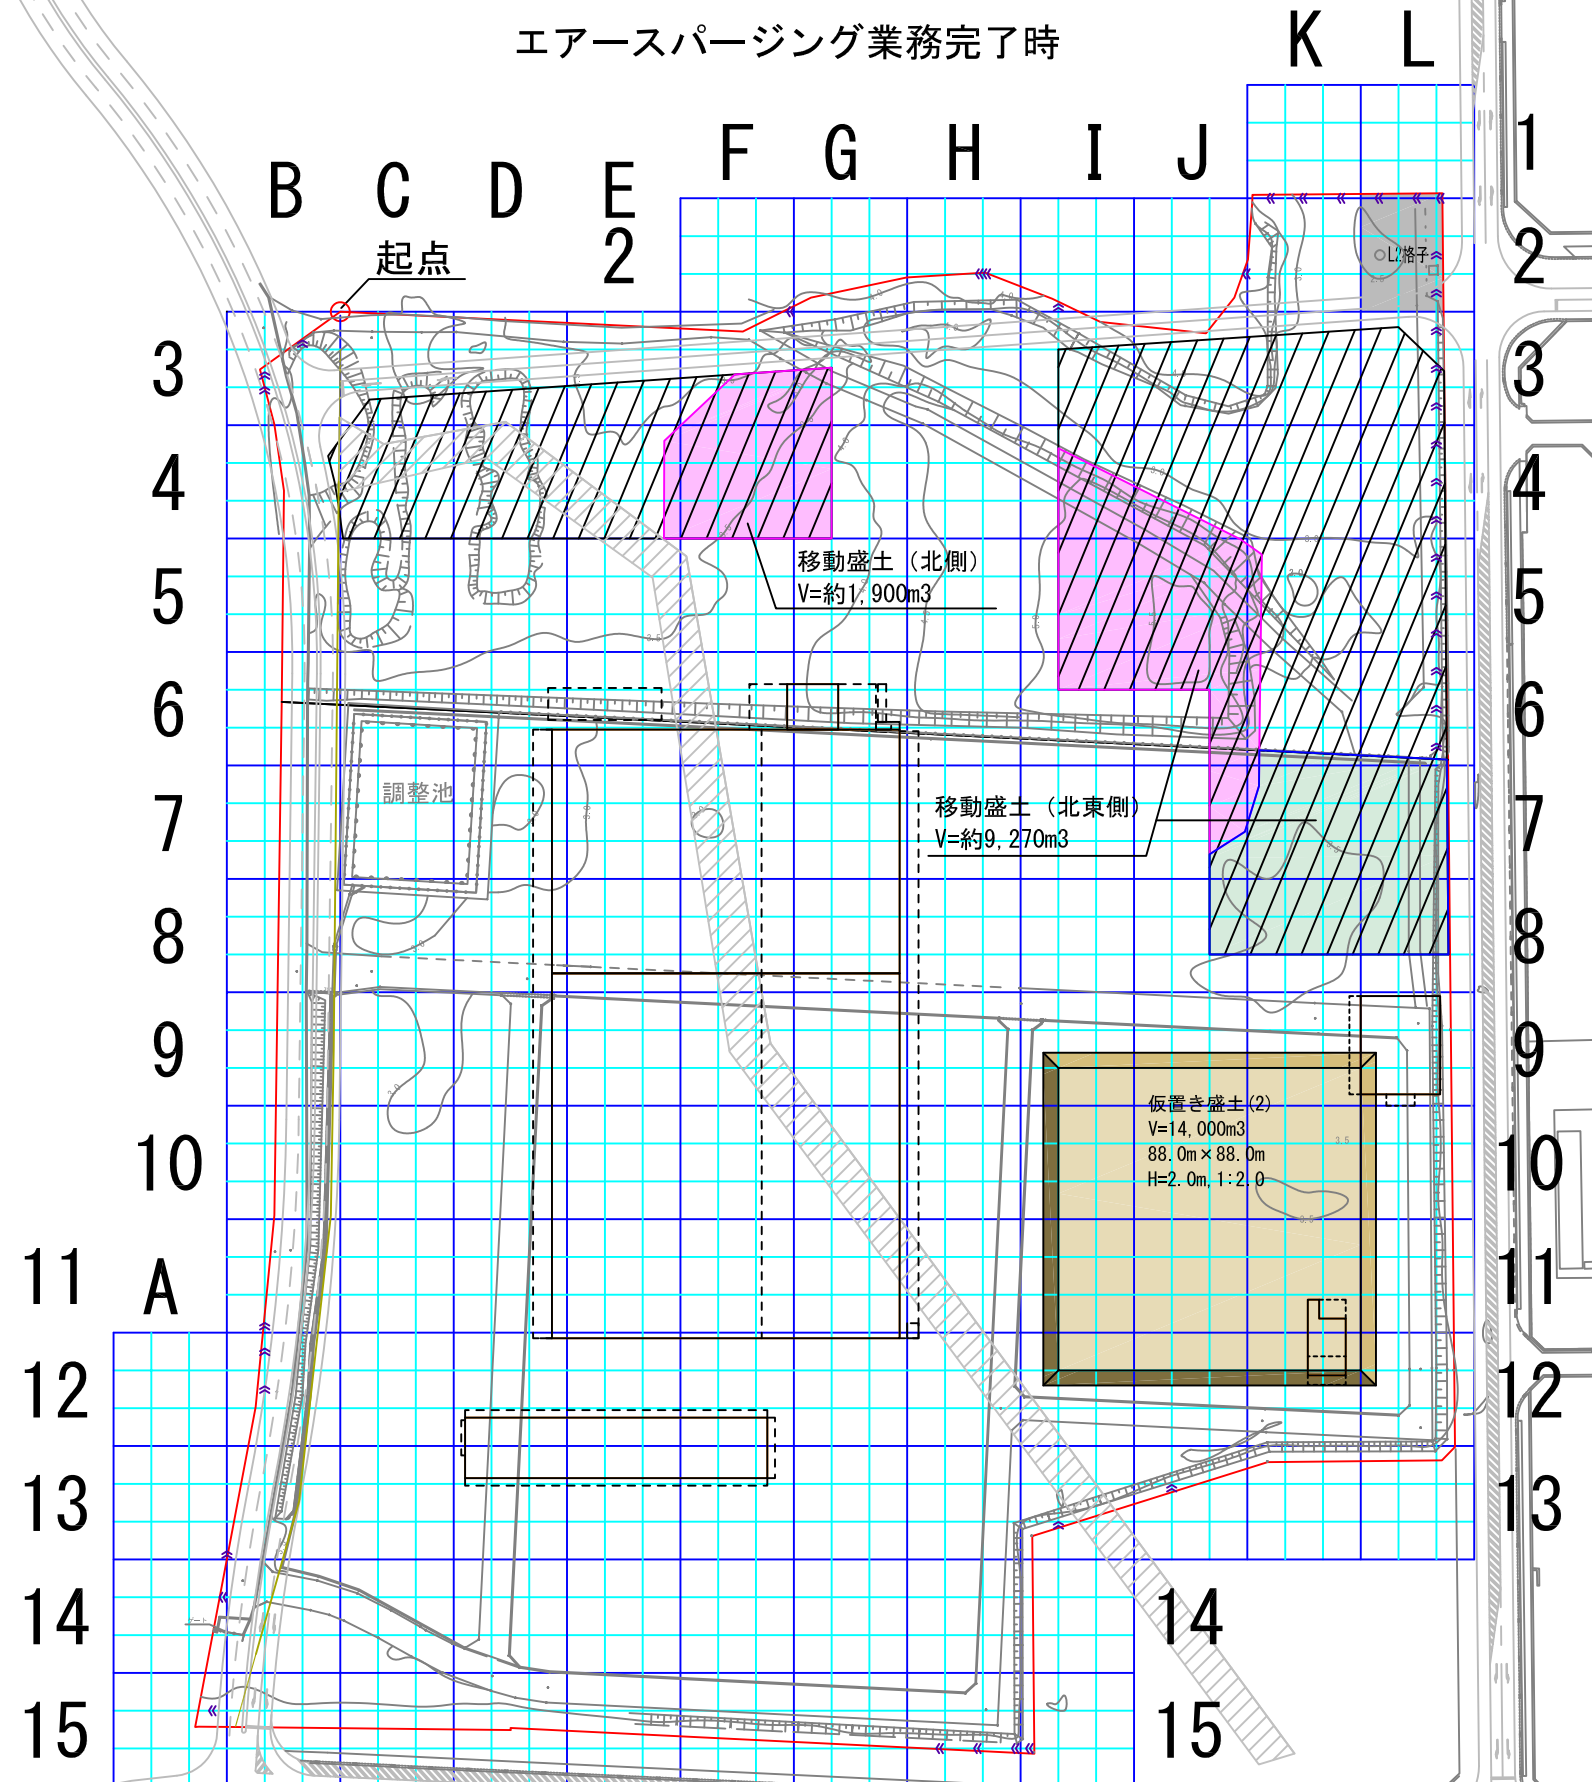 エアースパージング業務完了時
K L
F G H I J
1
B C D E
2
2
起点
L2格子
3
3
4
4
移動盛土（北側）
V=約1,900m3
5
5
6
6
調整池
移動盛土（北東側）
V=約9,270m3
7
7
8
8
9
9
仮置き盛土(2)
V=14,000m3
88.0m×88.0m
H=2.0m,1:2.0
10
10
11
A
11
12
12
13
13
14
14
15
15